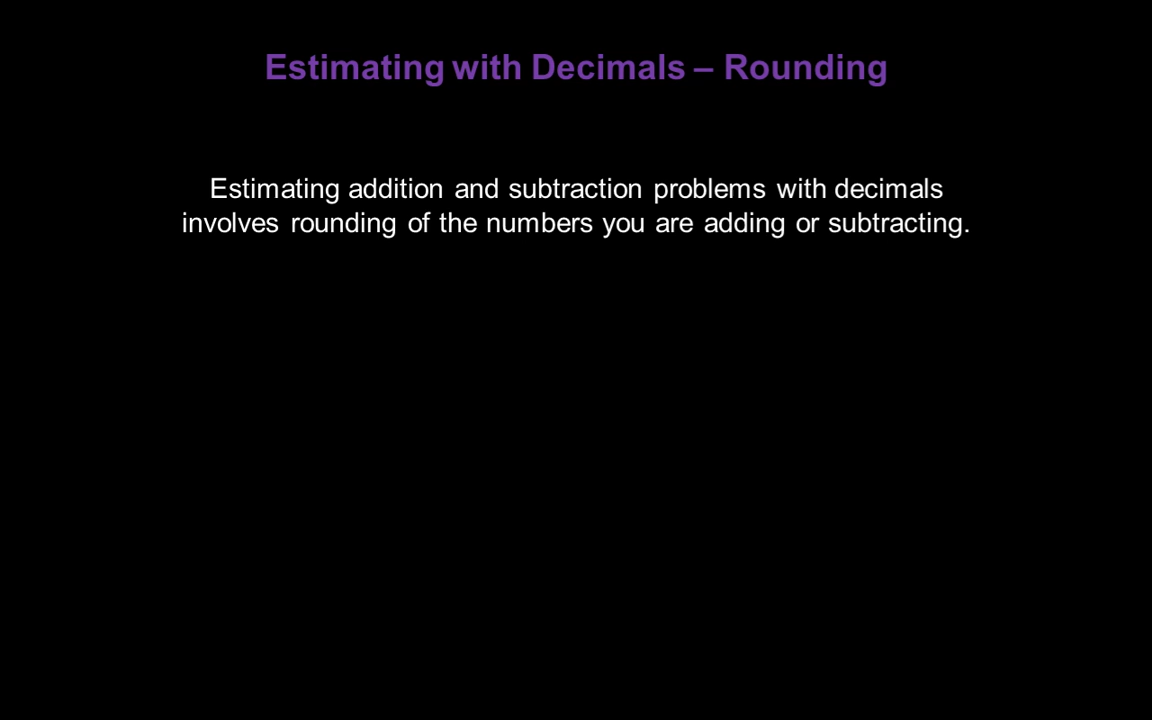 Estimating with Decimals – Rounding
Estimating addition and subtraction problems with decimals
involves rounding of the numbers you are adding or subtracting.